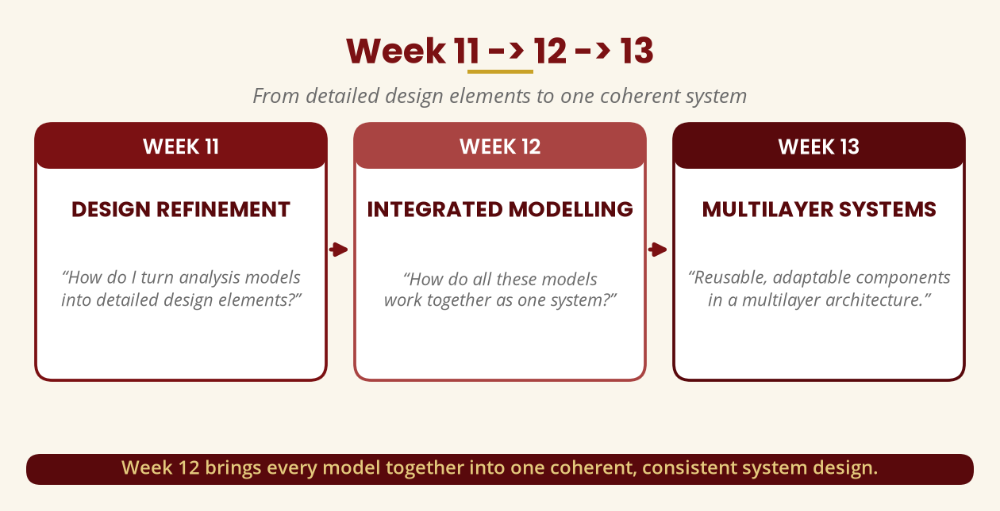 Week 11 -> 12 -> 13
From detailed design elements to one coherent system
WEEK 11
DESIGN REFINEMENT
“How do I turn analysis models
into detailed design elements?”
WEEK 12
INTEGRATED MODELLING
“How do all these models
work together as one system?”
WEEK 13
MULTILAYER SYSTEMS
“Reusable, adaptable components
in a multilayer architecture.”
Week 12 brings every model together into one coherent, consistent system design.